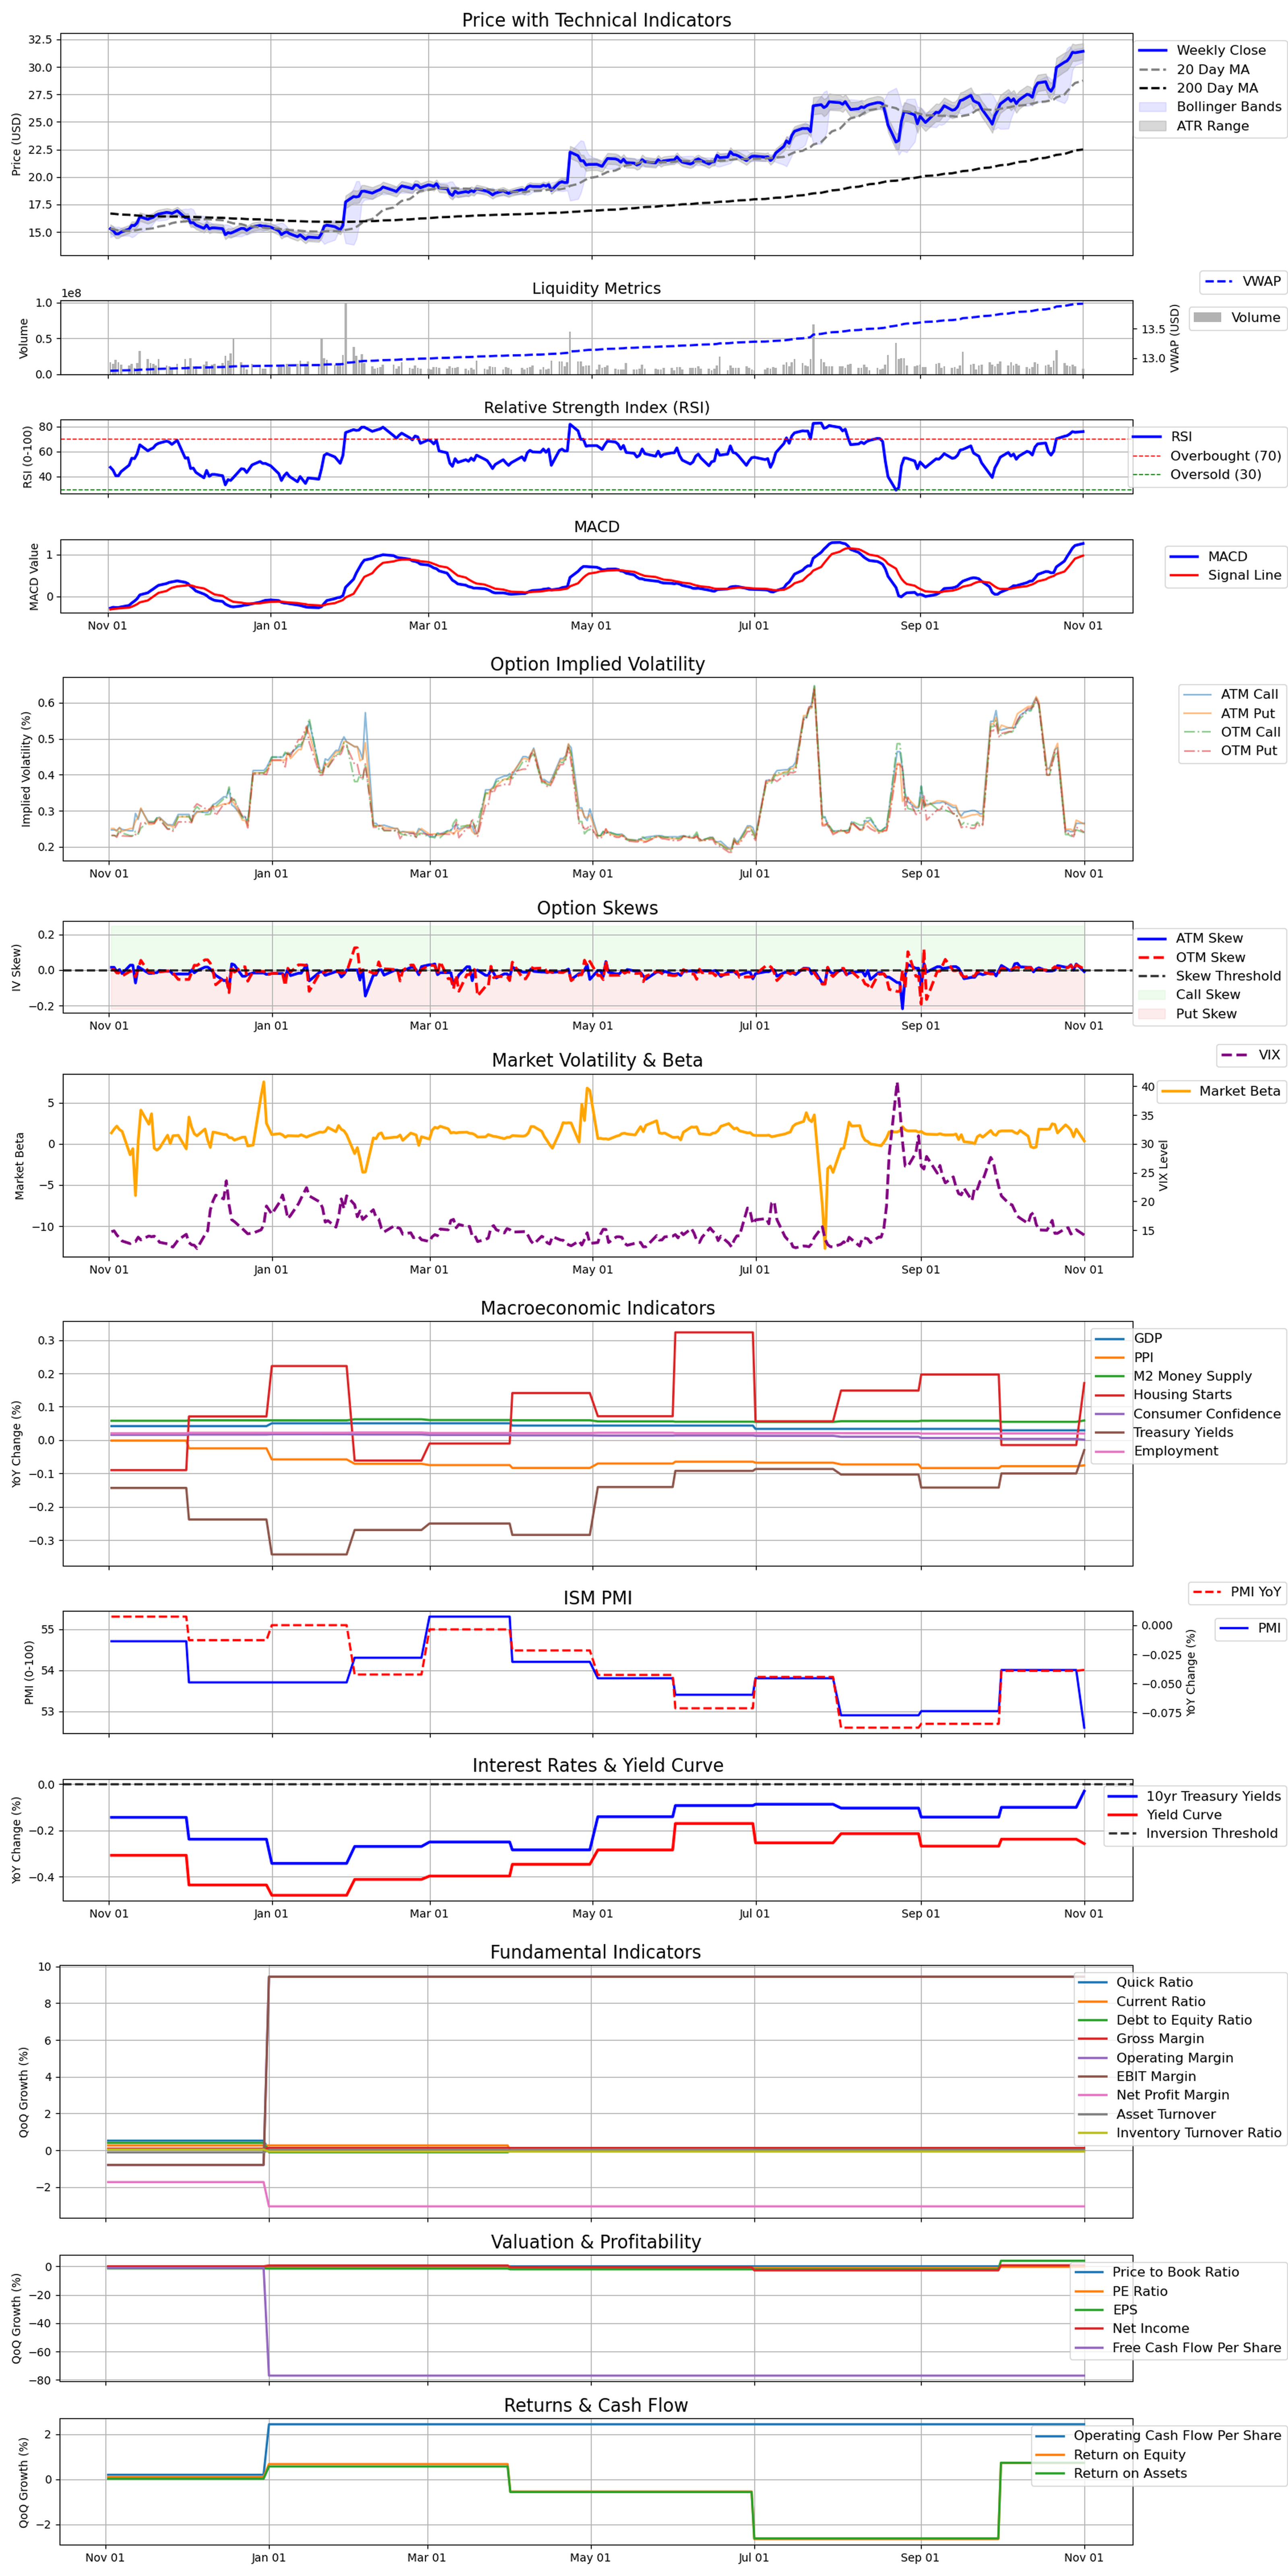 Price with Technical Indicators
Price (USD)
32.5
30.0
27.5
25.0
22.5
20.0
17.5
15.0
Weekly Close
20 Day MA
200 Day MA
Bollinger Bands
ATR Range
Liquidity Metrics
1e8
Volume
1.0
0.5
0.0
13.5
13.0
VWAP (USD)
VWAP
Volume
Relative Strength Index (RSI)
RSI (0-100)
80
60
40
RSI
Overbought (70)
Oversold (30)
MACD
MACD Value
1
0
Nov 01 Jan 01 Mar 01 May 01 Jul 01 Sep 01 Nov 01
MACD
Signal Line
Option Implied Volatility
Implied Volatility (%)
0.6
0.5
0.4
0.3
0.2
Nov 01 Jan 01 Mar 01 May 01 Jul 01 Sep 01 Nov 01
ATM Call
ATM Put
OTM Call
OTM Put
Option Skews
IV Skew)
0.2
0.0
−0.2
Nov 01 Jan 01 Mar 01 May 01 Jul 01 Sep 01 Nov 01
ATM Skew
OTM Skew
Skew Threshold
Call Skew
Put Skew
Market Volatility & Beta
Market Beta
5
0
−5
−10
Nov 01 Jan 01 Mar 01 May 01 Jul 01 Sep 01 Nov 01
40
35
30
25
20
15
VIX Level
VIX
Market Beta
Macroeconomic Indicators
YoY Change (%)
0.3
0.2
0.1
0.0
−0.1
−0.2
−0.3
GDP
PPI
M2 Money Supply
Housing Starts
Consumer Confidence
Treasury Yields
Employment
ISM PMI
PMI (0-100)
55
54
53
0.000
−0.025
−0.050
−0.075
YoY Change (%)
PMI YoY
PMI
Interest Rates & Yield Curve
YoY Change (%)
0.0
−0.2
−0.4
Nov 01 Jan 01 Mar 01 May 01 Jul 01 Sep 01 Nov 01
10yr Treasury Yields
Yield Curve
Inversion Threshold
Fundamental Indicators
QoQ Growth (%)
10
8
6
4
2
0
−2
Quick Ratio
Current Ratio
Debt to Equity Ratio
Gross Margin
Operating Margin
EBIT Margin
Net Profit Margin
Asset Turnover
Inventory Turnover Ratio
Valuation & Profitability
QoQ Growth (%)
0
−20
−40
−60
−80
Price to Book Ratio
PE Ratio
EPS
Net Income
Free Cash Flow Per Share
Returns & Cash Flow
QoQ Growth (%)
2
0
−2
Nov 01 Jan 01 Mar 01 May 01 Jul 01 Sep 01 Nov 01
Operating Cash Flow Per Share
Return on Equity
Return on Assets